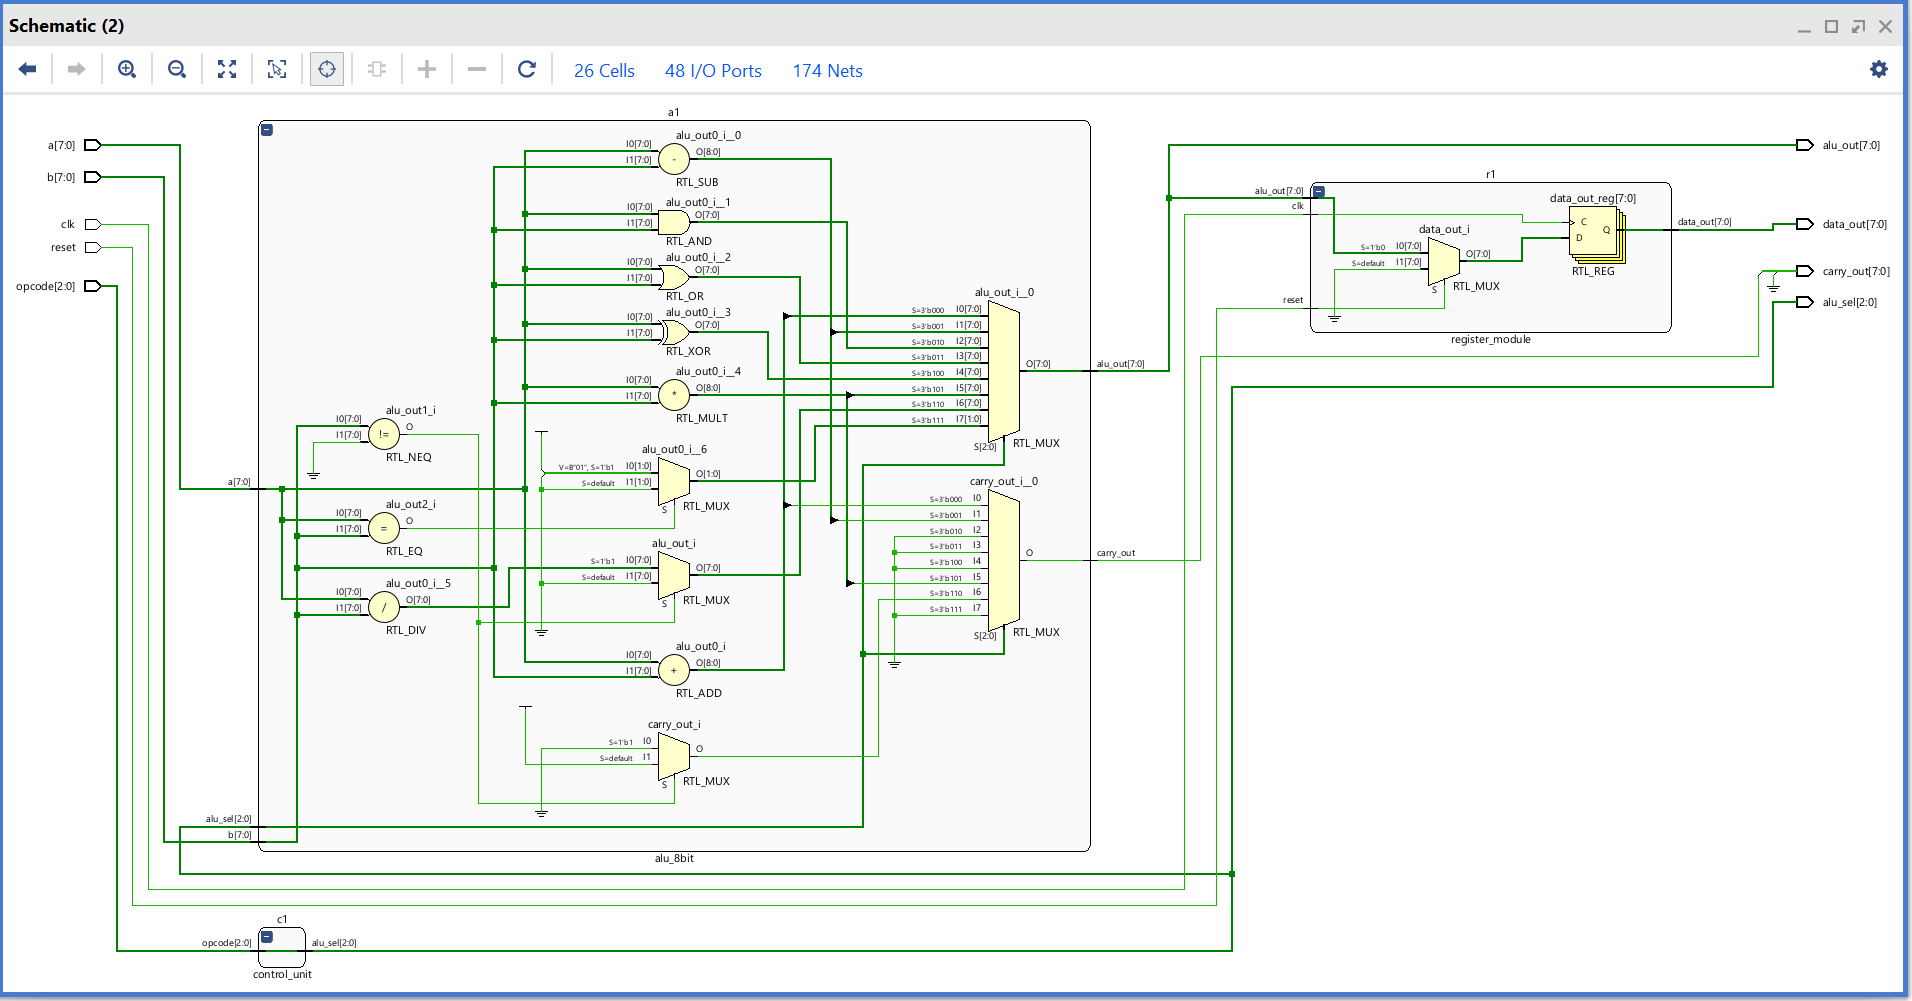 Schematic (2)
26 Cells 48 I/O Ports 174 Nets
a[7:0]
b[7:0]
clk
reset
opcode[2:0]
a1
alu_out0_i__0
I0[7:0]
I1[7:0]
-
O[8:0]
RTL_SUB
alu_out0_i__1
I0[7:0]
I1[7:0]
O[7:0]
RTL_AND
alu_out0_i__2
I0[7:0]
I1[7:0]
O[7:0]
RTL_OR
alu_out0_i__3
I0[7:0]
I1[7:0]
O[7:0]
RTL_XOR
alu_out0_i__4
I0[7:0]
I1[7:0]
*
O[8:0]
RTL_MULT
alu_out1_i
I0[7:0]
I1[7:0]
!=
O
RTL_NEQ
a[7:0]
alu_out2_i
I0[7:0]
I1[7:0]
=
O
RTL_EQ
alu_out0_i__5
I0[7:0]
I1[7:0]
/
O[7:0]
RTL_DIV
alu_out0_i__6
V=B"01", S=1'b1 I0[1:0]
S=default I1[1:0]
S
O[1:0]
RTL_MUX
alu_out_i
S=1'b1 I0[7:0]
S=default I1[7:0]
S
O[7:0]
RTL_MUX
alu_out0_i
I0[7:0]
I1[7:0]
+
O[8:0]
RTL_ADD
carry_out_i
S=1'b1 I0
S=default I1
S
O
RTL_MUX
alu_out_i__0
S=3'b000 I0[7:0]
S=3'b001 I1[7:0]
S=3'b010 I2[7:0]
S=3'b011 I3[7:0]
S=3'b100 I4[7:0]
S=3'b101 I5[7:0]
S=3'b110 I6[7:0]
S=3'b111 I7[1:0]
S[2:0]
O[7:0]
RTL_MUX
alu_out[7:0]
carry_out_i__0
S=3'b000 I0
S=3'b001 I1
S=3'b010 I2
S=3'b011 I3
S=3'b100 I4
S=3'b101 I5
S=3'b110 I6
S=3'b111 I7
S[2:0]
O
RTL_MUX
carry_out
alu_sel[2:0]
b[7:0]
alu_8bit
c1
opcode[2:0]
alu_sel[2:0]
control_unit
r1
alu_out[7:0]
clk
reset
data_out_i
S=1'b0 I0[7:0]
S=default I1[7:0]
S
O[7:0]
RTL_MUX
data_out_reg[7:0]
C
D
Q
RTL_REG
data_out[7:0]
register_module
alu_out[7:0]
data_out[7:0]
carry_out[7:0]
alu_sel[2:0]